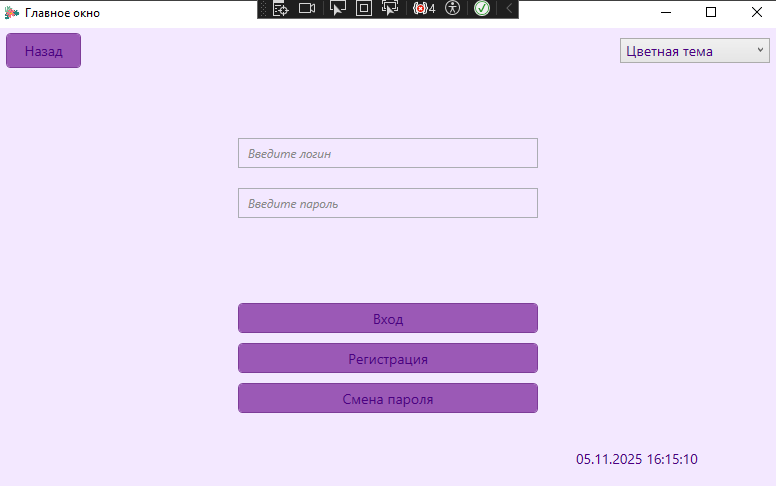 Главное окно
4
Назад
Цветная тема
Введите логин
Введите пароль
Вход
Регистрация
Смена пароля
05.11.2025 16:15:10